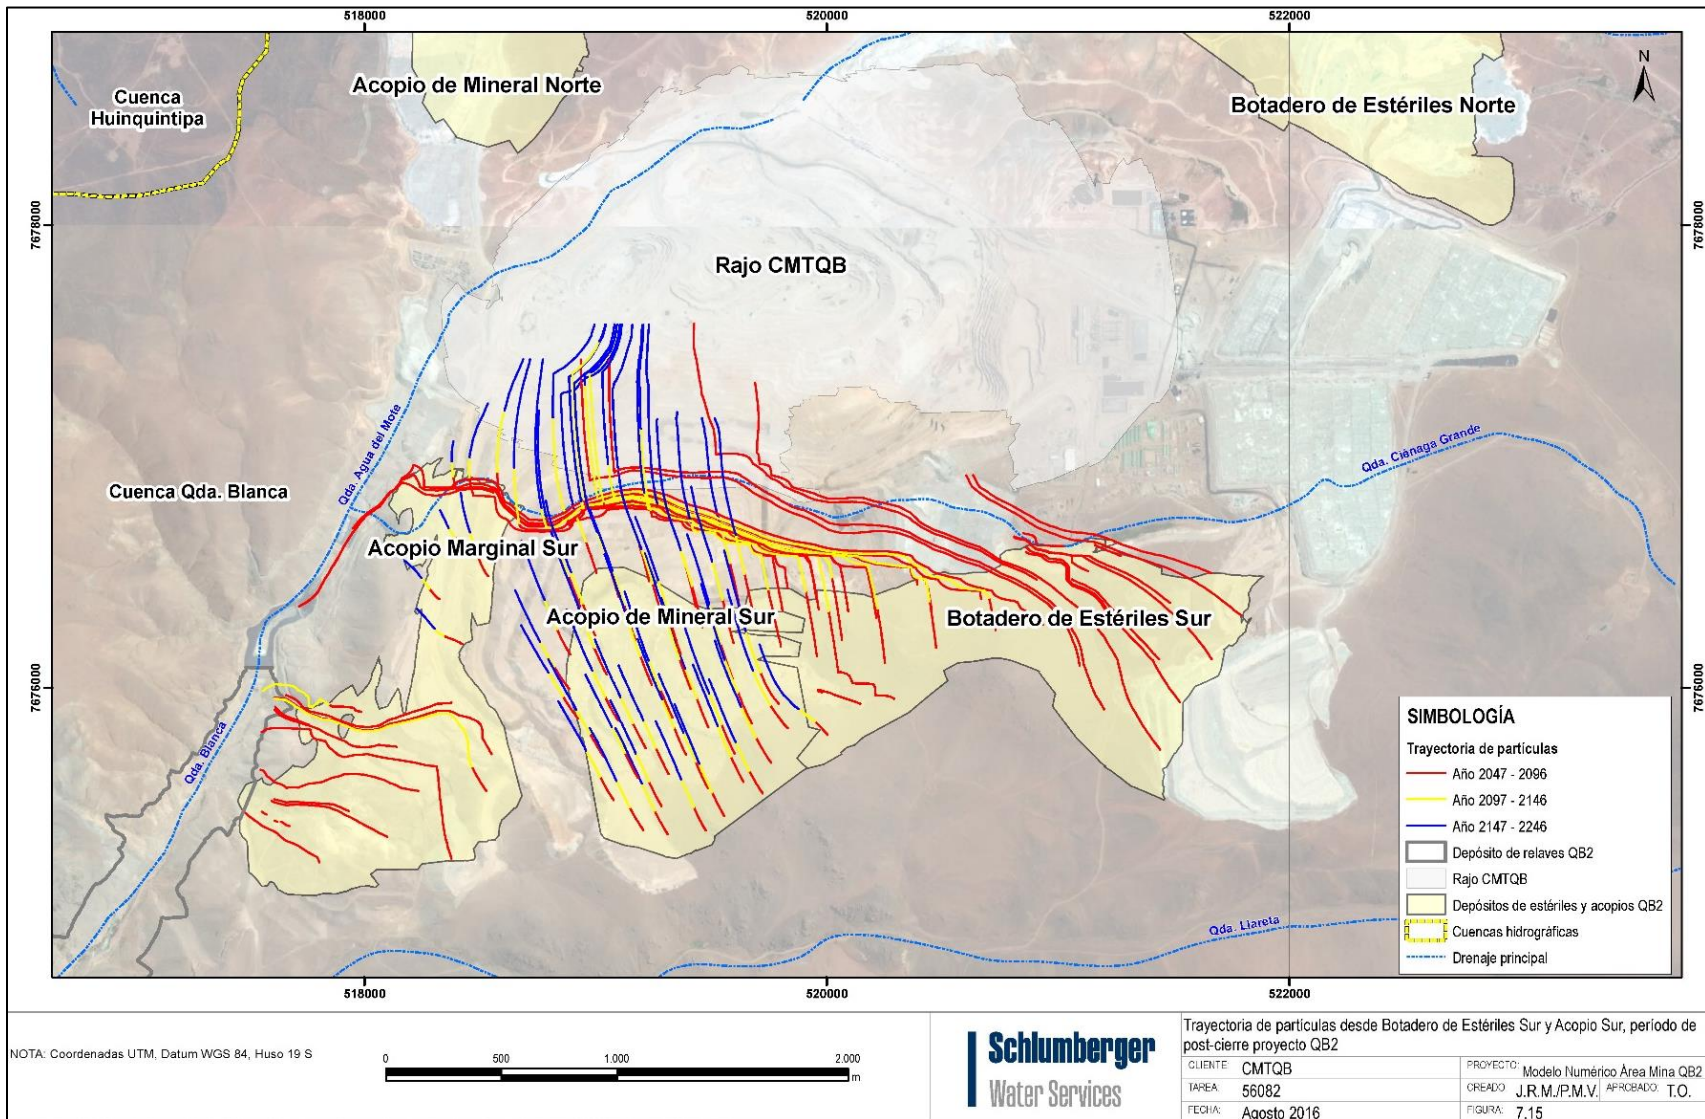 518000
520000
522000
N
Cuenca
Huinquintipa
Acopio de Mineral Norte
Botadero de Estériles Norte
7678000
7678000
Rajo CMTQB
Qda. Agua del Mote
Qda. Ciénaga Grande
Cuenca Qda. Blanca
Acopio Marginal Sur
Acopio de Mineral Sur
Botadero de Estériles Sur
7676000
7676000
Qda. Blanca
Qda. Llareta
SIMBOLOGÍA
Trayectoria de partículas
Año 2047 - 2096
Año 2097 - 2146
Año 2147 - 2246
Depósito de relaves QB2
Rajo CMTQB
Depósitos de estériles y acopios QB2
Cuencas hidrográficas
Drenaje principal
518000
520000
522000
NOTA: Coordenadas UTM, Datum WGS 84, Huso 19 S
0 500 1.000 2.000
m
Schlumberger
Water Services
Trayectoria de partículas desde Botadero de Estériles Sur y Acopio Sur, período de
post-cierre proyecto QB2
CLIENTE: CMTQB
PROYECTO: Modelo Numérico Área Mina QB2
TAREA: 56082
CREADO: J.R.M./P.M.V. APROBADO: T.O.
FECHA: Agosto 2016
FIGURA: 7.15